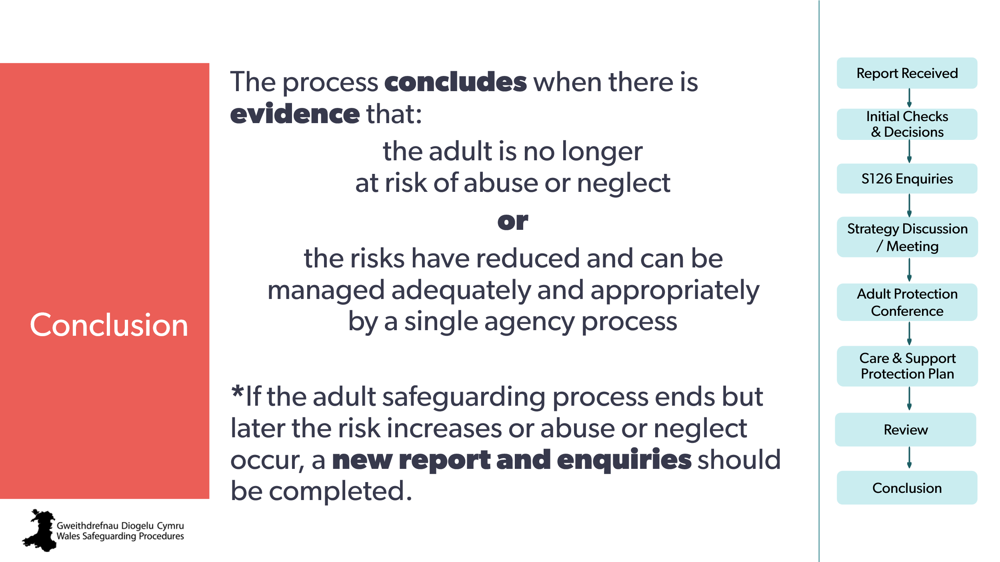 Conclusion
The process concludes when there is
evidence that:
the adult is no longer
at risk of abuse or neglect
or
the risks have reduced and can be
managed adequately and appropriately
by a single agency process
*If the adult safeguarding process ends but
later the risk increases or abuse or neglect
occur, a new report and enquiries should
be completed.
Report Received
Initial Checks
& Decisions
S126 Enquiries
Strategy Discussion
/ Meeting
Adult Protection
Conference
Care & Support
Protection Plan
Review
Conclusion
Gweithdrefnau Diogelu Cymru
Wales Safeguarding Procedures